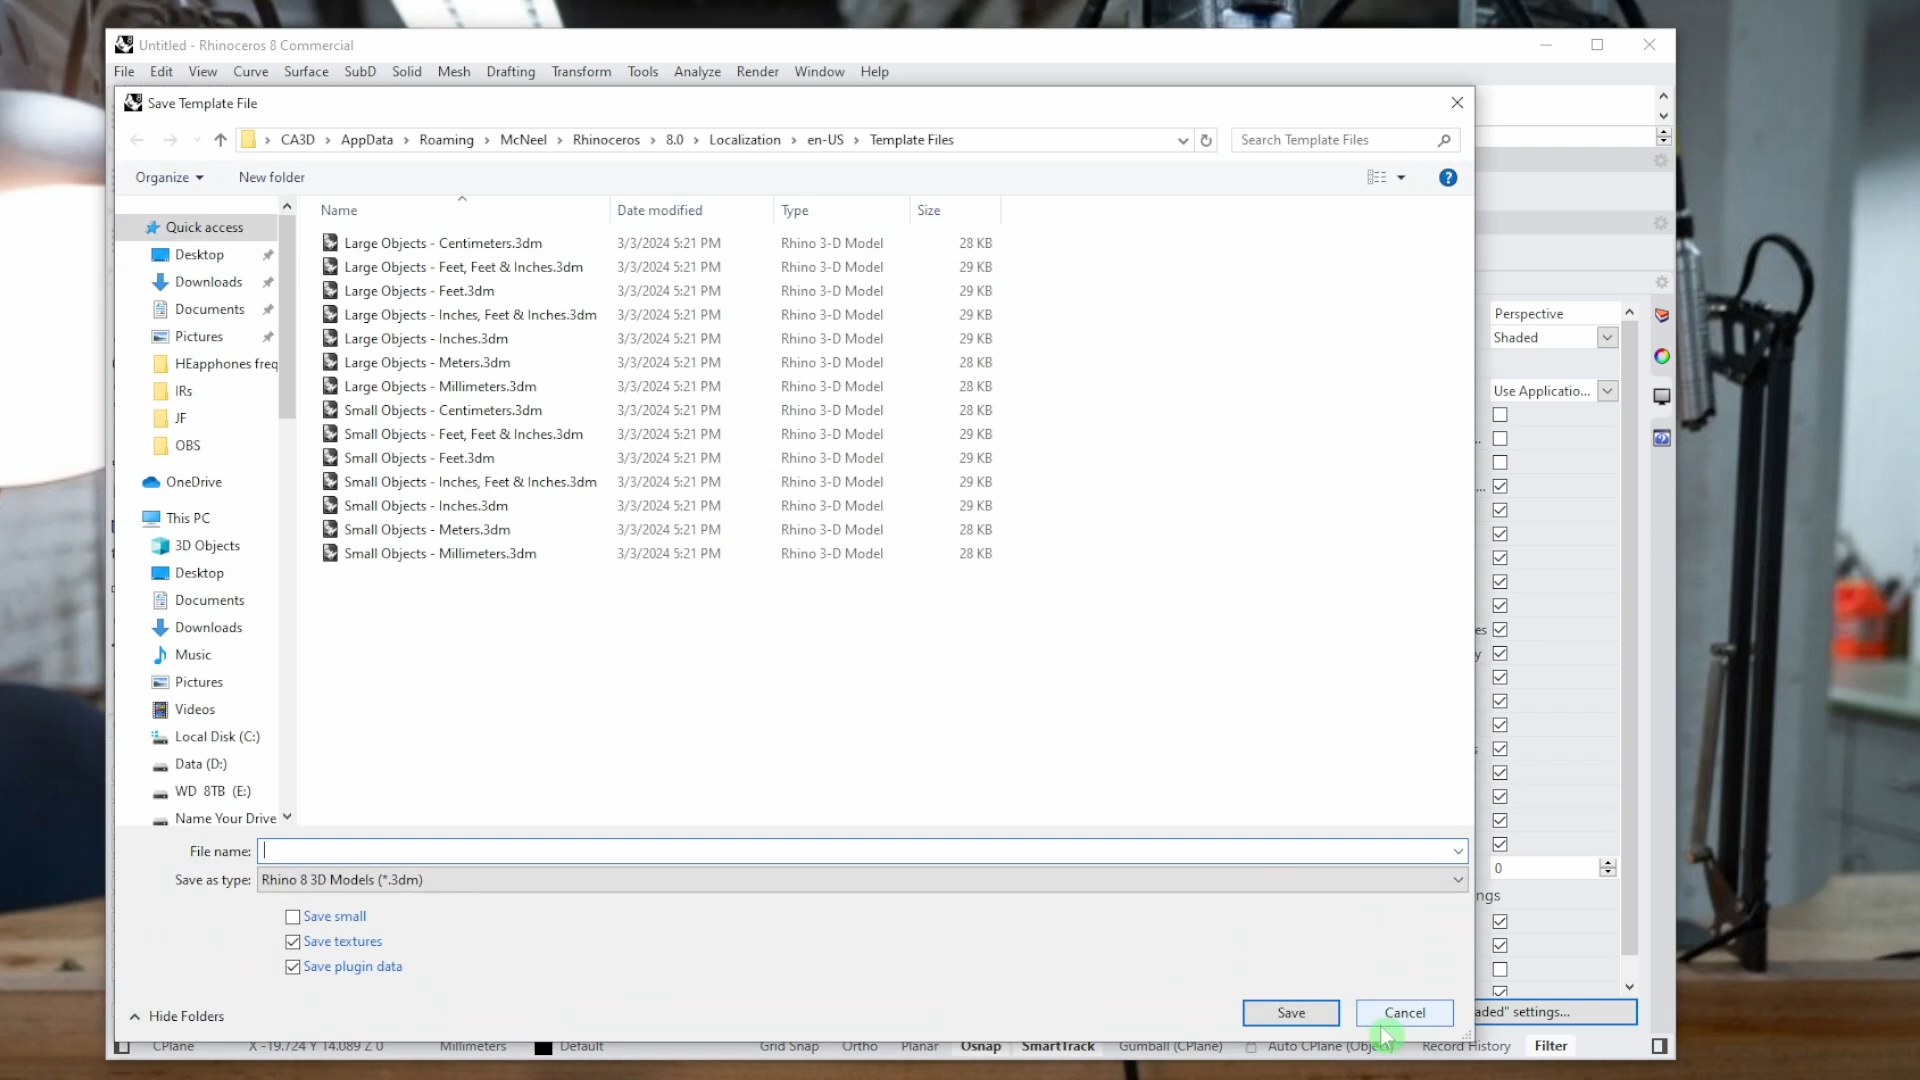 Untitled - Rhinoceros 8 Commercial
File Edit View Curve Surface SubD Solid Mesh Drafting Transform Tools Analyze Render Window Help
Save Template File
CA3D AppData Roaming McNeel Rhinoceros 8.0 Localization en-US Template Files Search Template Files
Organize New folder
Name Date modified Type Size
Large Objects - Centimeters.3dm 3/3/2024 5:21 PM Rhino 3-D Model 28 KB
Large Objects - Feet, Feet & Inches.3dm 3/3/2024 5:21 PM Rhino 3-D Model 29 KB
Large Objects - Feet.3dm 3/3/2024 5:21 PM Rhino 3-D Model 29 KB
Large Objects - Inches, Feet & Inches.3dm 3/3/2024 5:21 PM Rhino 3-D Model 29 KB
Large Objects - Inches.3dm 3/3/2024 5:21 PM Rhino 3-D Model 29 KB
Large Objects - Meters.3dm 3/3/2024 5:21 PM Rhino 3-D Model 28 KB
Large Objects - Millimeters.3dm 3/3/2024 5:21 PM Rhino 3-D Model 28 KB
Small Objects - Centimeters.3dm 3/3/2024 5:21 PM Rhino 3-D Model 28 KB
Small Objects - Feet, Feet & Inches.3dm 3/3/2024 5:21 PM Rhino 3-D Model 29 KB
Small Objects - Feet.3dm 3/3/2024 5:21 PM Rhino 3-D Model 29 KB
Small Objects - Inches, Feet & Inches.3dm 3/3/2024 5:21 PM Rhino 3-D Model 29 KB
Small Objects - Inches.3dm 3/3/2024 5:21 PM Rhino 3-D Model 29 KB
Small Objects - Meters.3dm 3/3/2024 5:21 PM Rhino 3-D Model 28 KB
Small Objects - Millimeters.3dm 3/3/2024 5:21 PM Rhino 3-D Model 28 KB
Quick access
Desktop
Downloads
Documents
Pictures
HEapphones freq
IRs
JF
OBS
OneDrive
This PC
3D Objects
Desktop
Documents
Downloads
Music
Pictures
Videos
Local Disk (C:)
Data (D:)
WD 8TB (E:)
Name Your Drive
Perspective
Shaded
Use Applicatio...
es
y
s
0
ngs
aded" settings...
File name:
Save as type: Rhino 8 3D Models (*.3dm)
Save small
Save textures
Save plugin data
Hide Folders Save Cancel
CPlane X -19.724 Y 14.089 Z 0 Millimeters Default Grid Snap Ortho Planar Osnap SmartTrack Gumball (CPlane) Auto CPlane (Object) Record History Filter